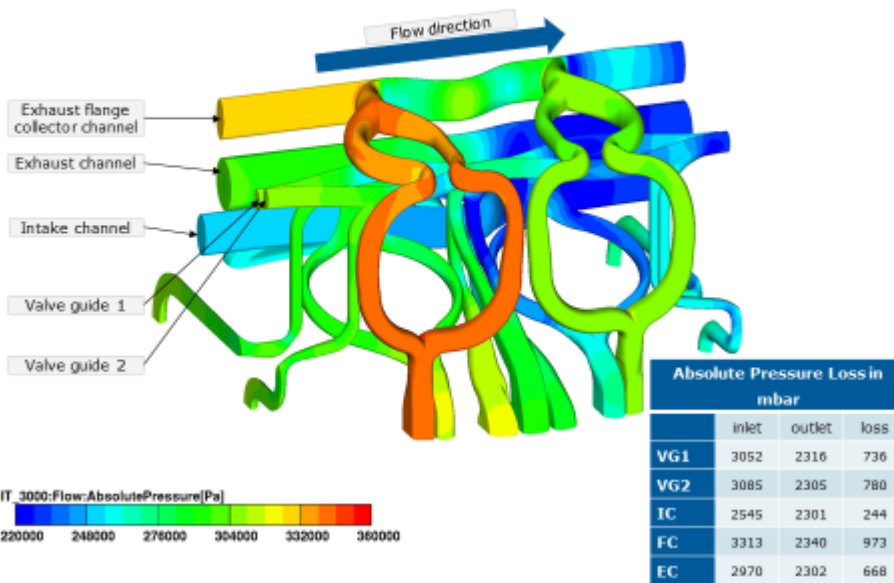 Flow direction
Exhaust flange
collector channel
Exhaust channel
Intake channel
Valve guide 1
Valve guide 2
Absolute Pressure Loss in
mbar
inlet outlet loss
VG1 3052 2316 736
VG2 3085 2305 780
IC 2545 2301 244
FC 3313 2340 973
EC 2970 2302 668
IT_3000:Flow:AbsolutePressure[Pa]
220000 248000 276000 304000 332000 360000